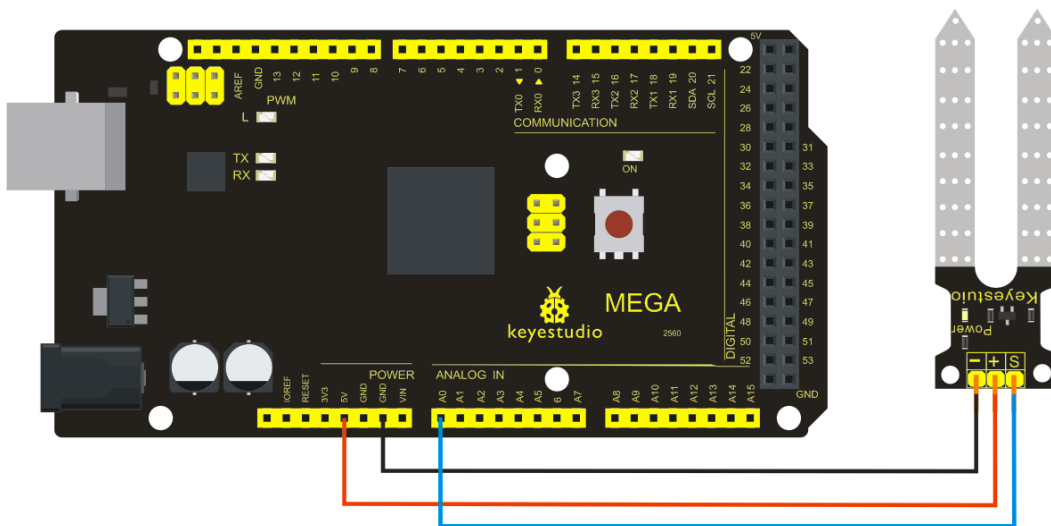 5V
AREF
GND
13
12
11
10
9
8
7
6
5
4
3
2
TX0 ◄ 1
RX0 ► 0
TX3 14
RX3 15
TX2 16
RX2 17
TX1 18
RX1 19
SDA 20
SCL 21
PWM
L
COMMUNICATION
TX
RX
ON
22
24
26
28
30 31
32 33
34 35
36 37
38 39
40 41
42 43
44 45
46 47
48 49
50 51
52 53
DIGITAL
GND
MEGA
keyestudio
2560
POWER
ANALOG IN
IOREF
RESET
3V3
5V
GND
GND
VIN
A0
A1
A2
A3
A4
A5
6
A7
A8
A9
A10
A11
A12
A13
A14
A15
Keyestuio
Power
− + S